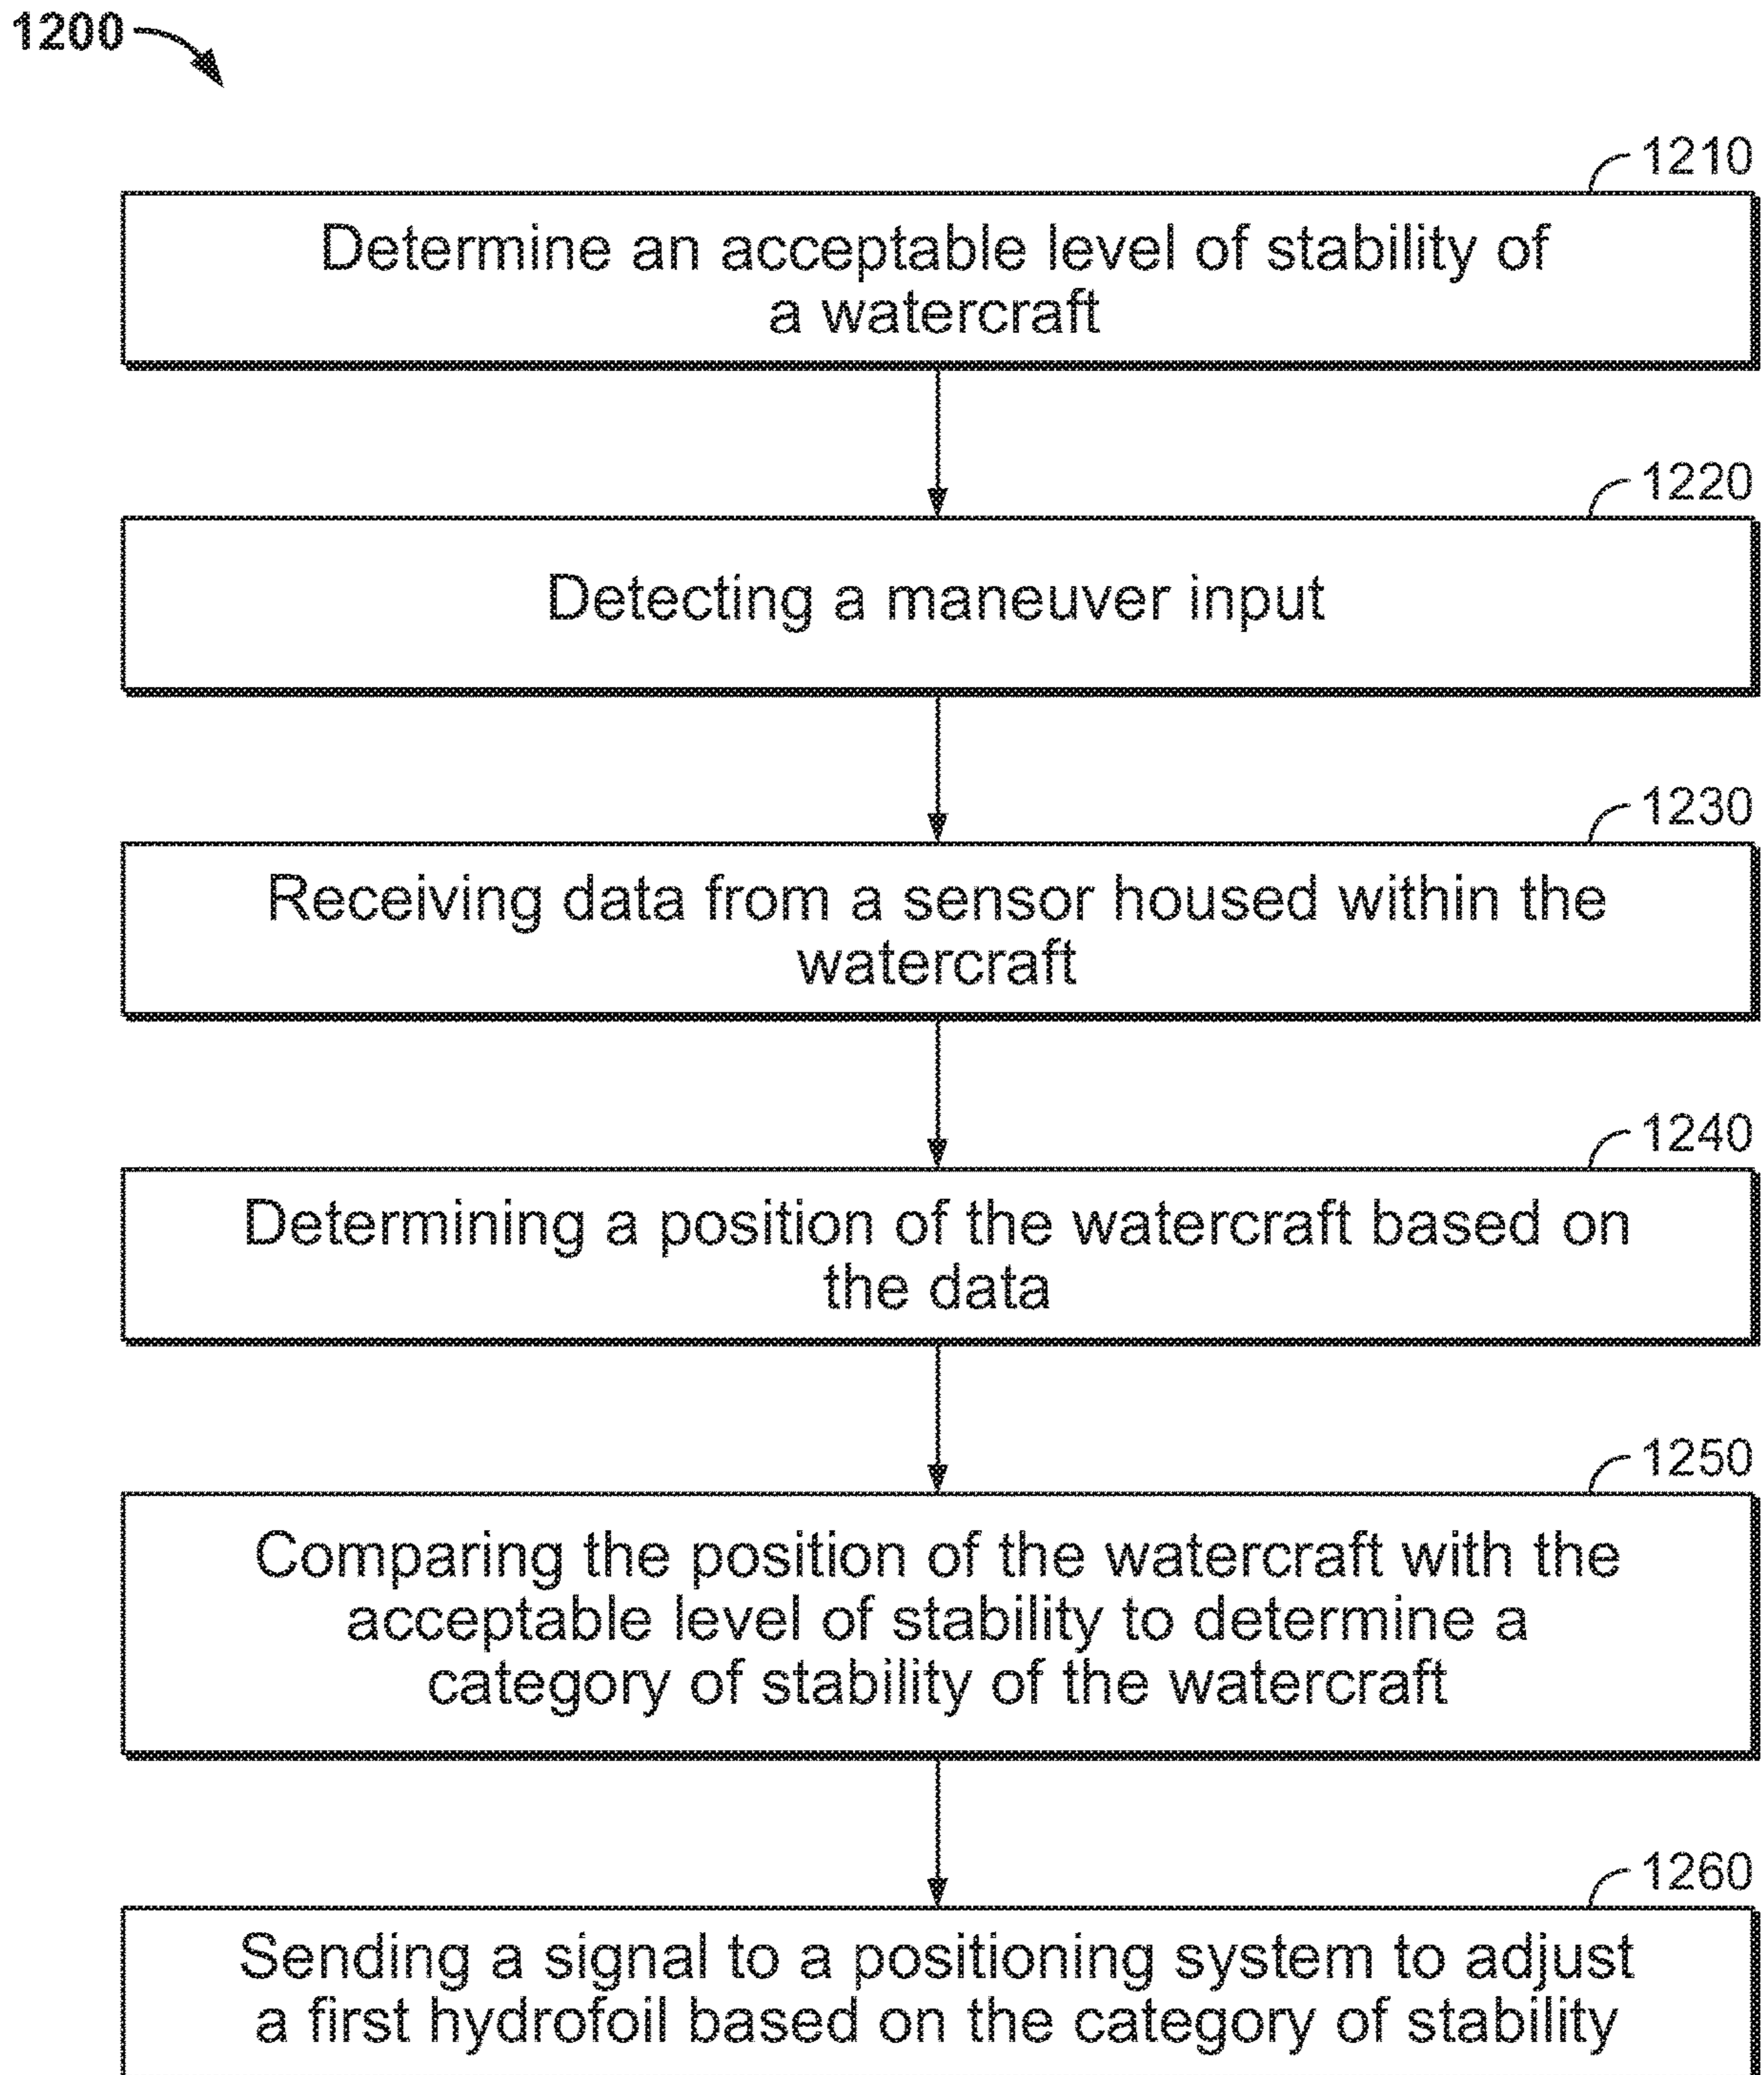 1200
1210
Determine an acceptable level of stability of
a watercraft
1220
Detecting a maneuver input
1230
Receiving data from a sensor housed within the
watercraft
1240
Determining a position of the watercraft based on
the data
1250
Comparing the position of the watercraft with the
acceptable level of stability to determine a
category of stability of the watercraft
1260
Sending a signal to a positioning system to adjust
a first hydrofoil based on the category of stability